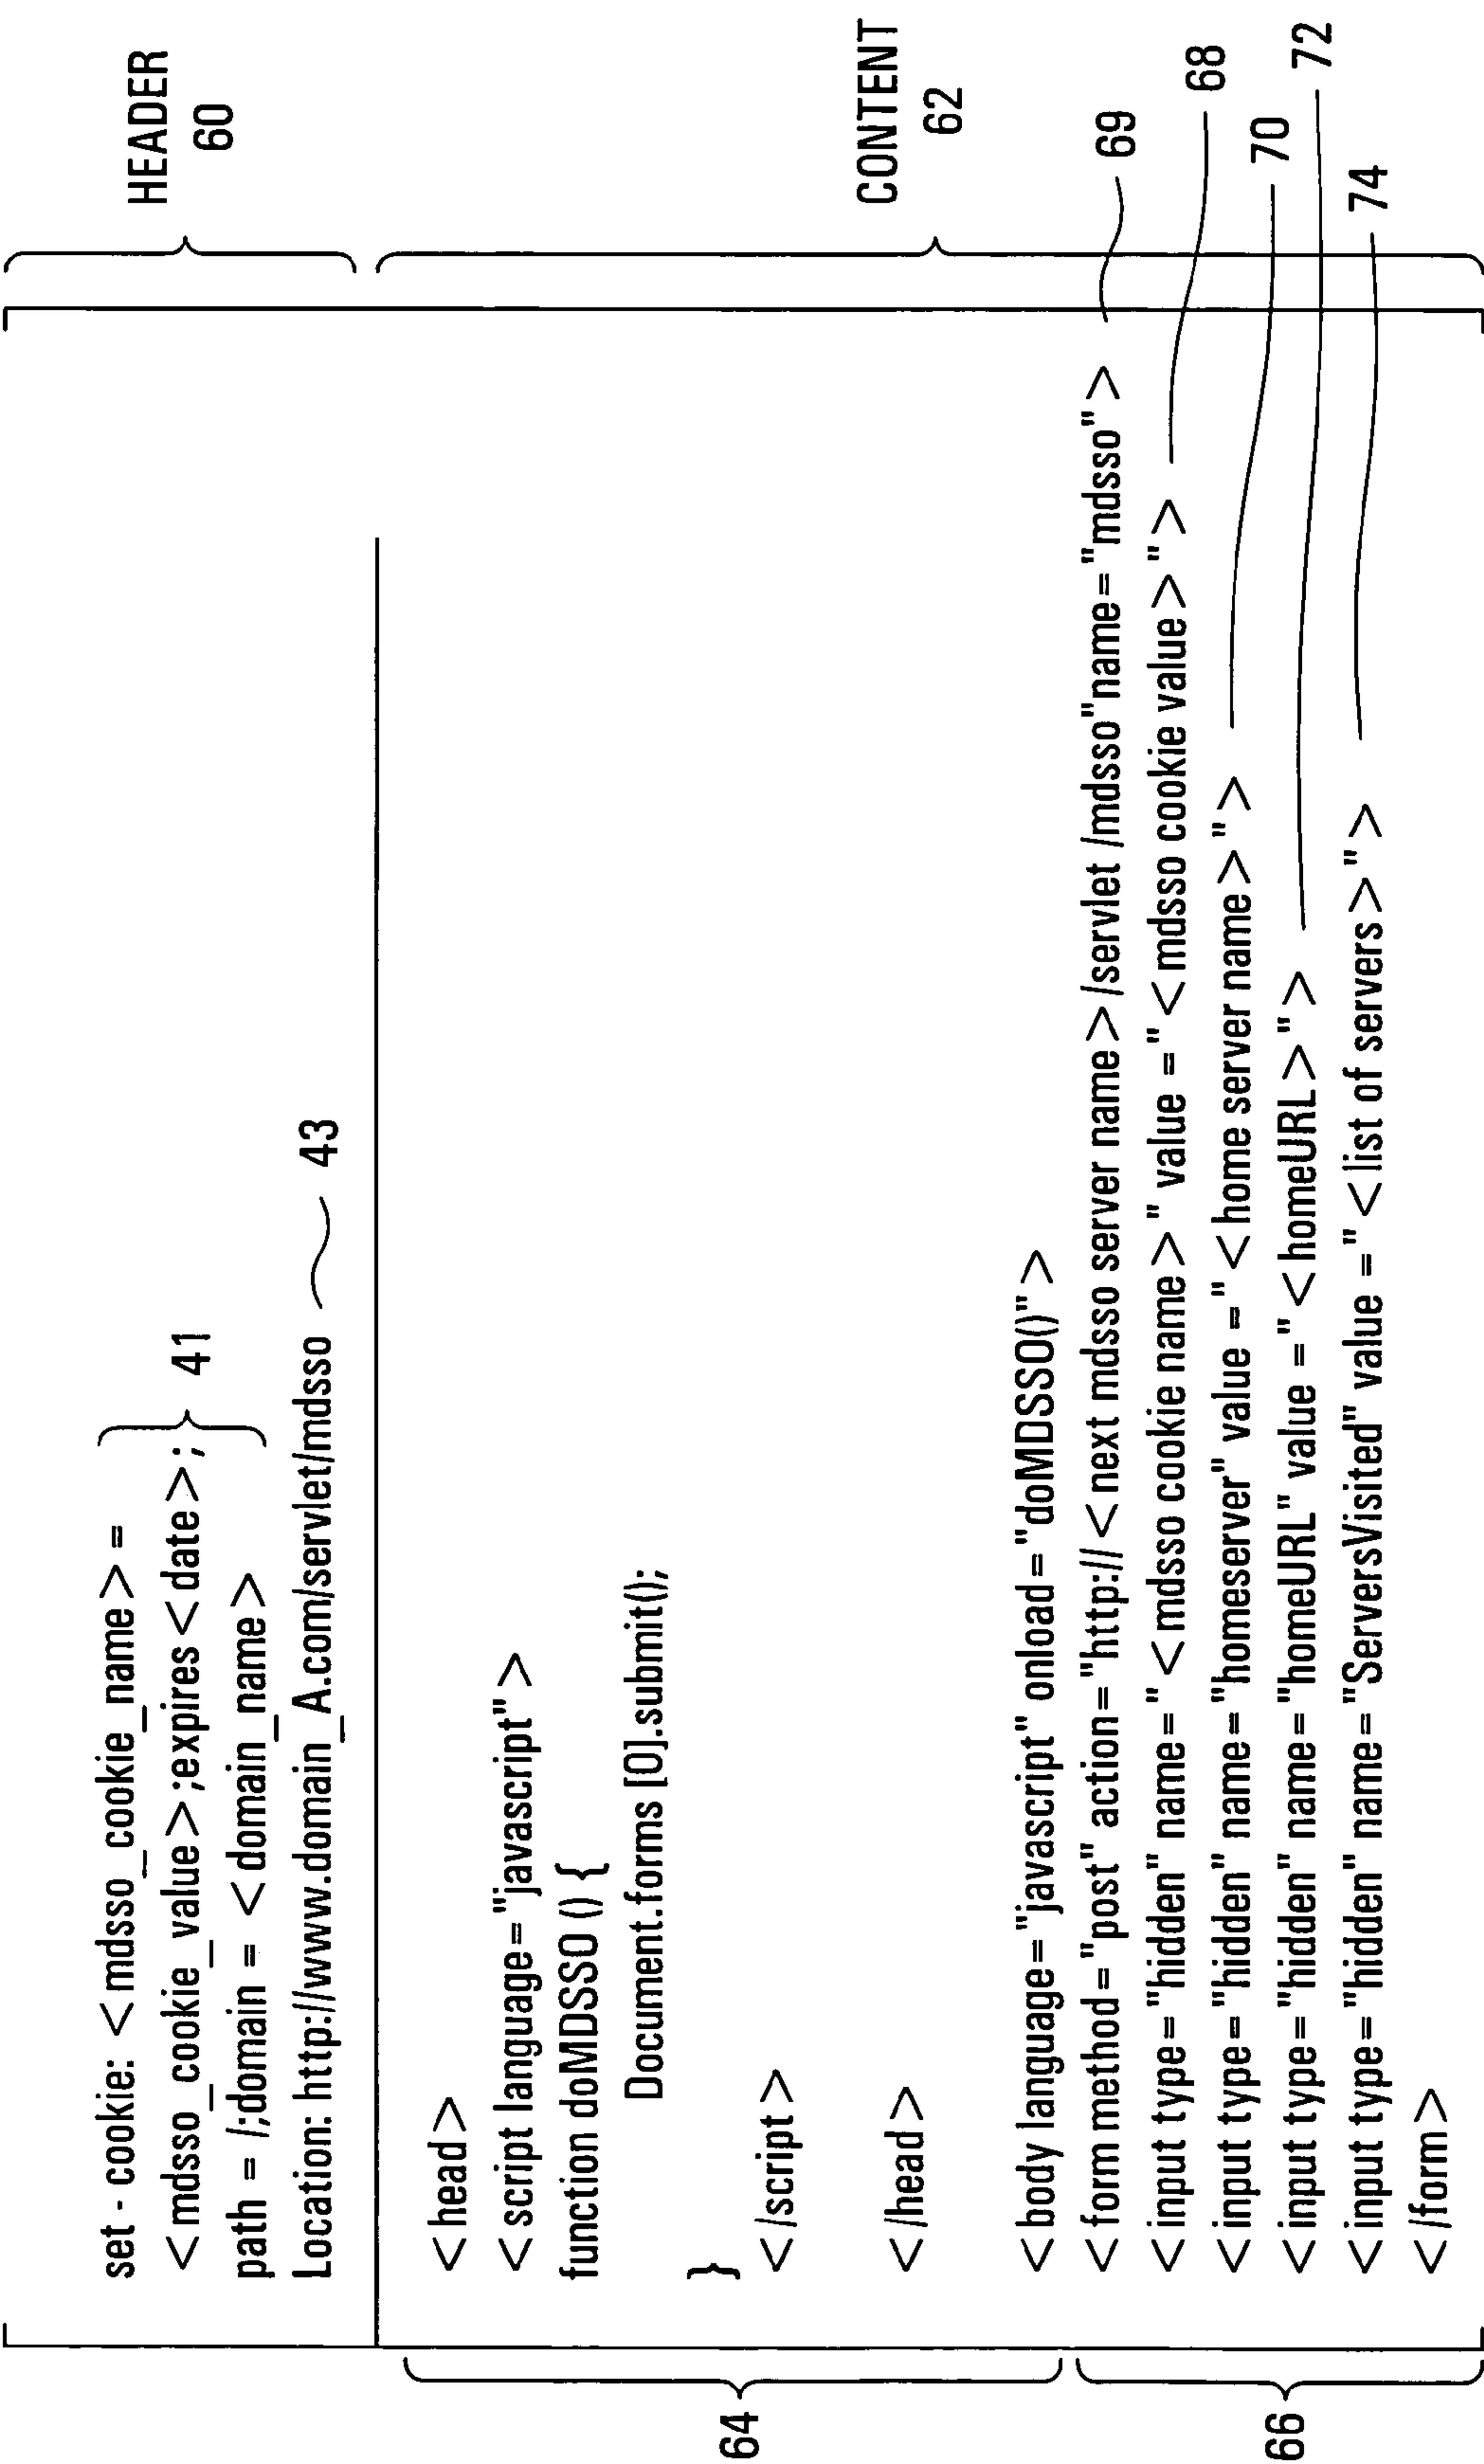 HEADER
60
set - cookie: <mdsso_cookie_name> =
<mdsso_cookie_value>;expires<date>;
41
path = /;domain = <domain_name>
Location: http://www.domain_A.com/servlet/mdsso
43
CONTENT
62
64
<head>
<script language="javascript">
function doMDSSO () {
Document.forms [0].submit();
}
</script>
</head>
<body language="javascript" onload="doMDSSO()">
66
<form method="post" action="http://<next mdsso server name>/servlet /mdsso"name="mdsso">
69
<input type="hidden" name="<mdsso cookie name>" value ="<mdsso cookie value>">
68
<input type="hidden" name="homeserver" value ="<home server name>">
70
<input type="hidden" name="homeURL" value ="<homeURL>">
72
<input type="hidden" name="ServersVisited" value ="<list of servers>">
74
</form>